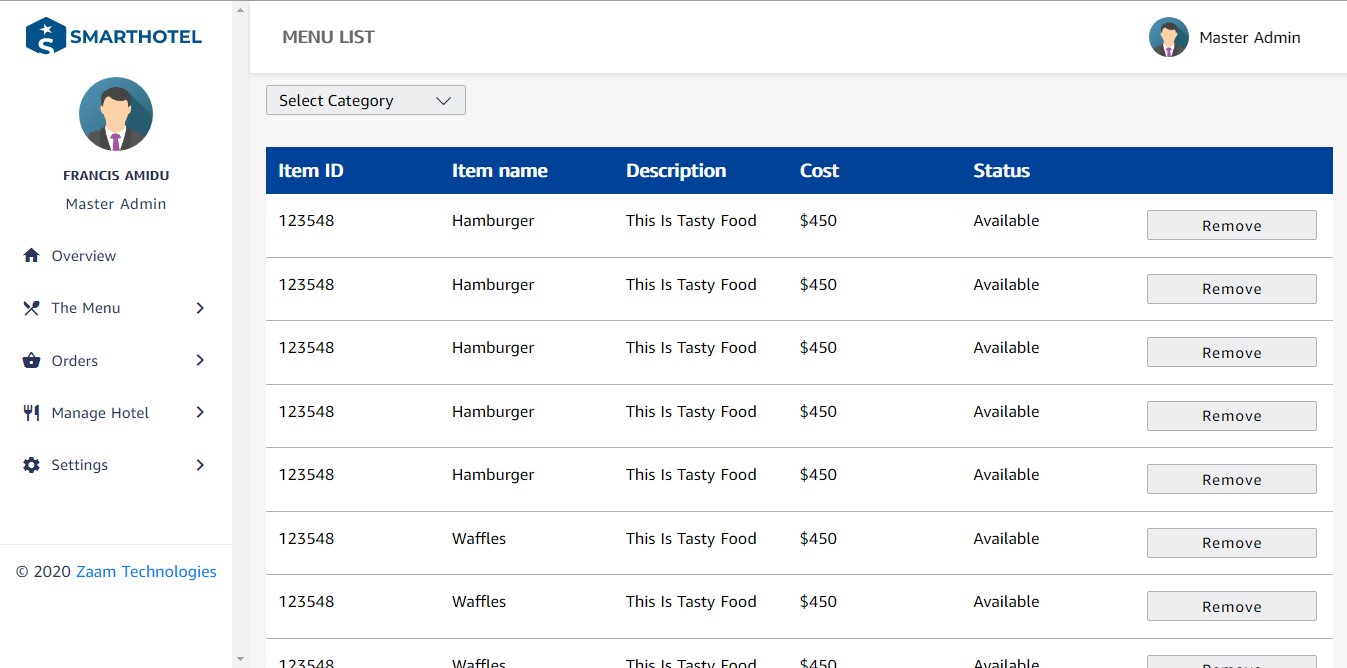 SMARTHOTEL
FRANCIS AMIDU
Master Admin
Overview
The Menu
Orders
Manage Hotel
Settings
© 2020 Zaam Technologies
MENU LIST
Master Admin
Select Category
Item ID Item name Description Cost Status
123548 Hamburger This Is Tasty Food $450 Available Remove
123548 Hamburger This Is Tasty Food $450 Available Remove
123548 Hamburger This Is Tasty Food $450 Available Remove
123548 Hamburger This Is Tasty Food $450 Available Remove
123548 Hamburger This Is Tasty Food $450 Available Remove
123548 Waffles This Is Tasty Food $450 Available Remove
123548 Waffles This Is Tasty Food $450 Available Remove
123548 Waffles This Is Tasty Food $450 Available Remove